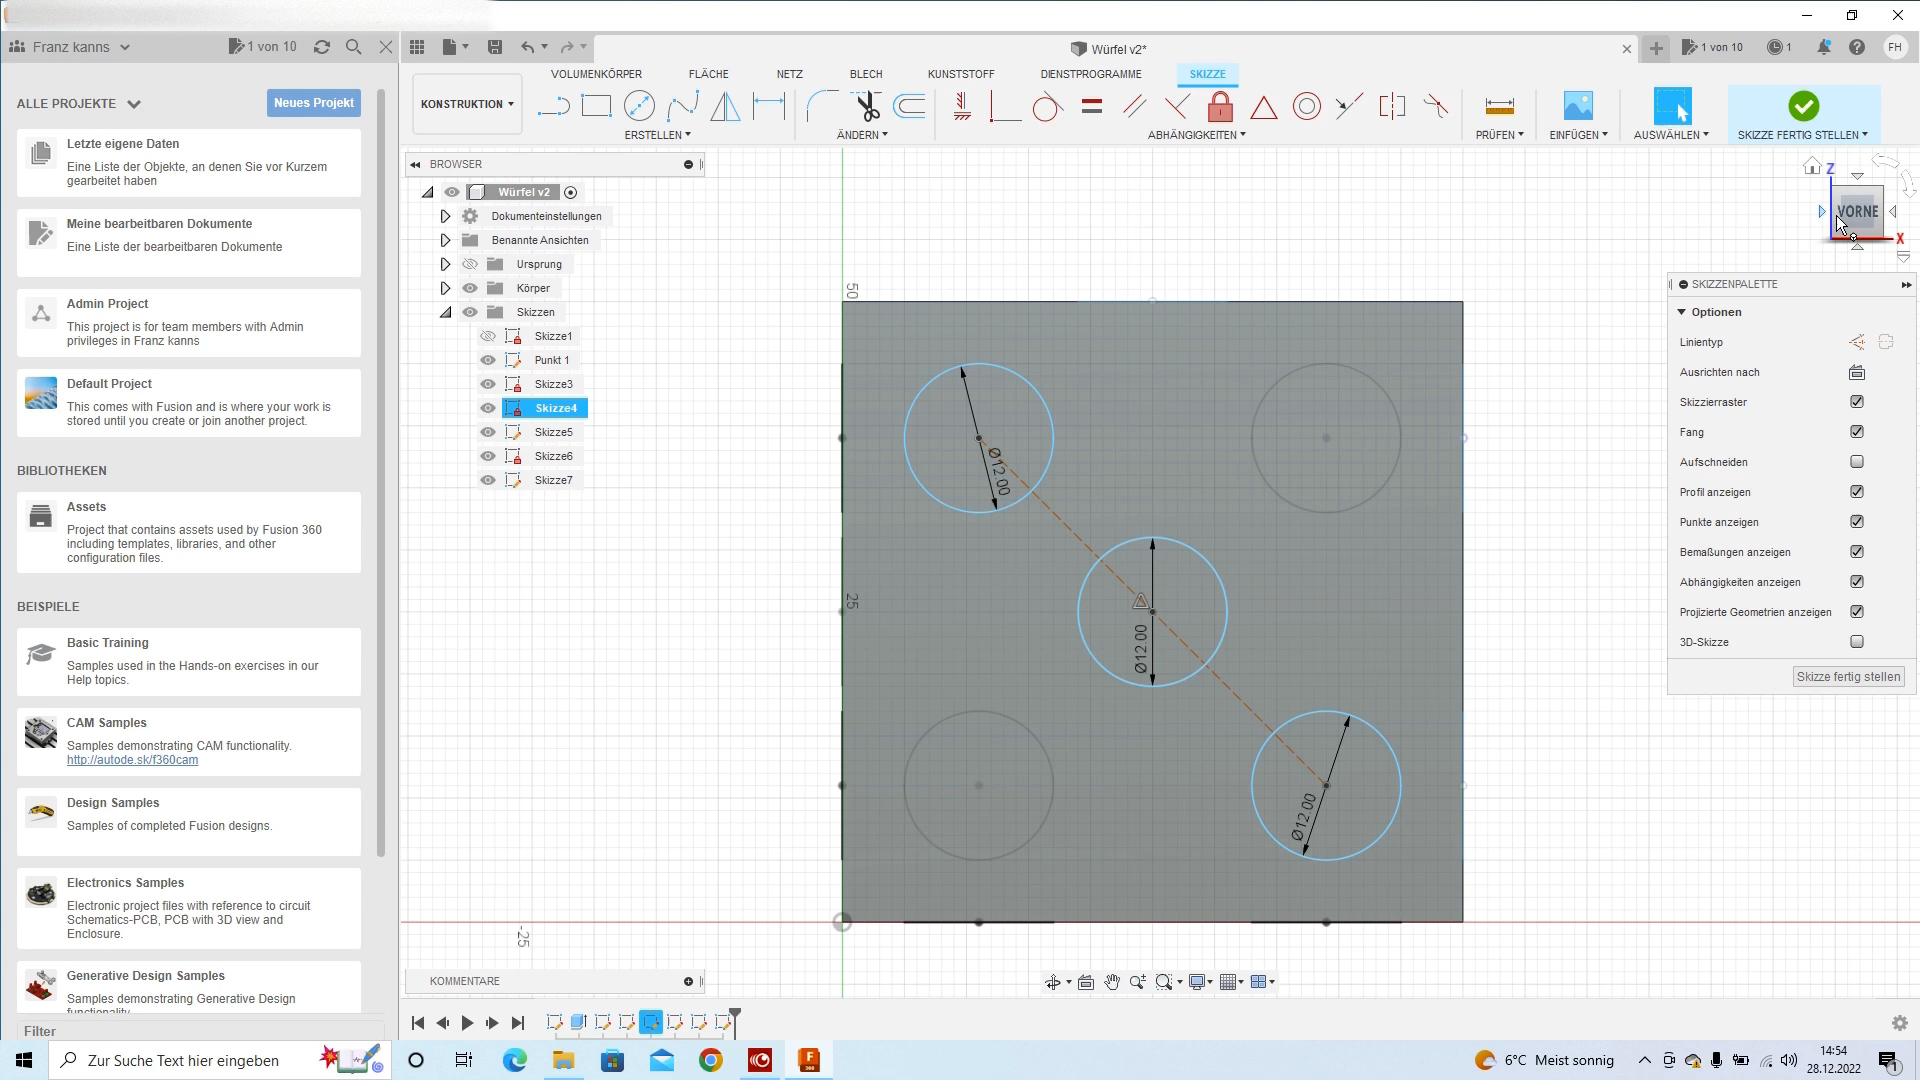 Franz kanns
1 von 10
Würfel v2*
1 von 10
1
FH
ALLE PROJEKTE
Neues Projekt
Letzte eigene Daten
Eine Liste der Objekte, an denen Sie vor Kurzem
gearbeitet haben
Meine bearbeitbaren Dokumente
Eine Liste der bearbeitbaren Dokumente
Admin Project
This project is for team members with Admin
privileges in Franz kanns
Default Project
This comes with Fusion and is where your work is
stored until you create or join another project.
BIBLIOTHEKEN
Assets
Project that contains assets used by Fusion 360
including templates, libraries, and other
configuration files.
BEISPIELE
Basic Training
Samples used in the Hands-on exercises in our
Help topics.
CAM Samples
Samples demonstrating CAM functionality.
http://autode.sk/f360cam
Design Samples
Samples of completed Fusion designs.
Electronics Samples
Electronic project files with reference to circuit
Schematics-PCB, PCB with 3D view and
Enclosure.
Generative Design Samples
Samples demonstrating Generative Design
functionality
Filter
KONSTRUKTION
VOLUMENKÖRPER
FLÄCHE
NETZ
BLECH
KUNSTSTOFF
DIENSTPROGRAMME
SKIZZE
ERSTELLEN
ÄNDERN
ABHÄNGIGKEITEN
PRÜFEN
EINFÜGEN
AUSWÄHLEN
SKIZZE FERTIG STELLEN
BROWSER
Würfel v2
Dokumenteinstellungen
Benannte Ansichten
Ursprung
Körper
Skizzen
Skizze1
Punkt 1
Skizze3
Skizze4
Skizze5
Skizze6
Skizze7
50
25
-25
Ø12.00
Ø12.00
Ø12.00
Z
VORNE
X
SKIZZENPALETTE
Optionen
Linientyp
Ausrichten nach
Skizzierraster
Fang
Aufschneiden
Profil anzeigen
Punkte anzeigen
Bemaßungen anzeigen
Abhängigkeiten anzeigen
Projizierte Geometrien anzeigen
3D-Skizze
Skizze fertig stellen
KOMMENTARE
Zur Suche Text hier eingeben
F
360
6°C Meist sonnig
14:54
28.12.2022
1